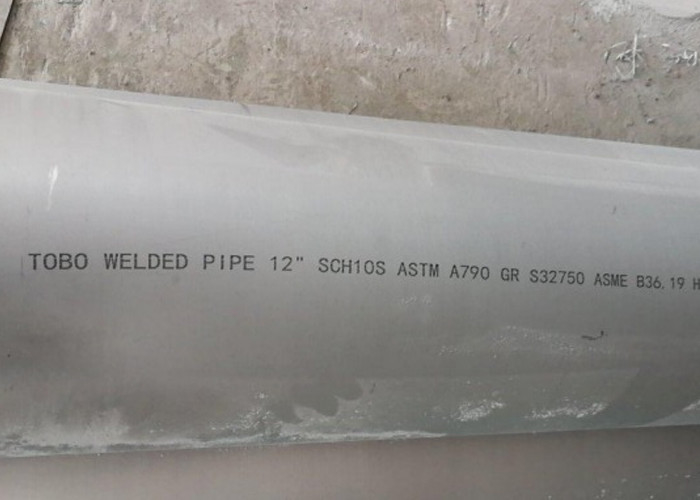 TOBO WELDED PIPE 12" SCH10S ASTM A790 GR S32750 ASME B36.19 H